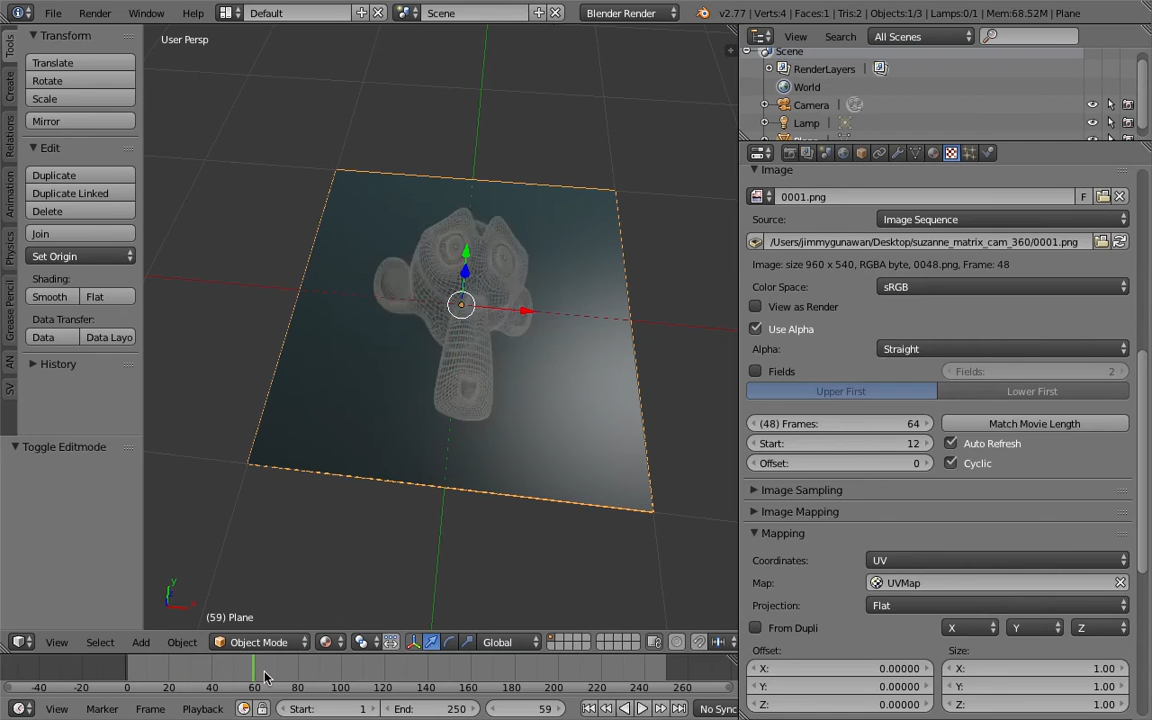 File Render Window Help Default Scene Blender Render v2.77 | Verts:4 | Faces:1 | Tris:2 | Objects:1/3 | Lamps:0/1 | Mem:68.52M | Plane
Tools
Create
Relations
Animation
Physics
Grease Pencil
AN
SV
Transform
Translate
Rotate
Scale
Mirror
Edit
Duplicate
Duplicate Linked
Delete
Join
Set Origin
Shading:
Smooth Flat
Data Transfer:
Data Data Layo
History
Toggle Editmode
User Persp
(59) Plane
View Select Add Object Object Mode Global
-40 -20 0 20 40 60 80 100 120 140 160 180 200 220 240 260
View Marker Frame Playback Start: 1 End: 250 59 No Sync
View Search All Scenes
Scene
RenderLayers
World
Camera
Lamp
Image
0001.png F
Source: Image Sequence
/Users/jimmygunawan/Desktop/suzanne_matrix_cam_360/0001.png
Image: size 960 x 540, RGBA byte, 0048.png, Frame: 48
Color Space: sRGB
View as Render
Use Alpha
Alpha: Straight
Fields Fields: 2
Upper First Lower First
(48) Frames: 64 Match Movie Length
Start: 12 Auto Refresh
Offset: 0 Cyclic
Image Sampling
Image Mapping
Mapping
Coordinates: UV
Map: UVMap
Projection: Flat
From Dupli X Y Z
Offset: Size:
X: 0.00000 X: 1.00
Y: 0.00000 Y: 1.00
Z: 0.00000 Z: 1.00